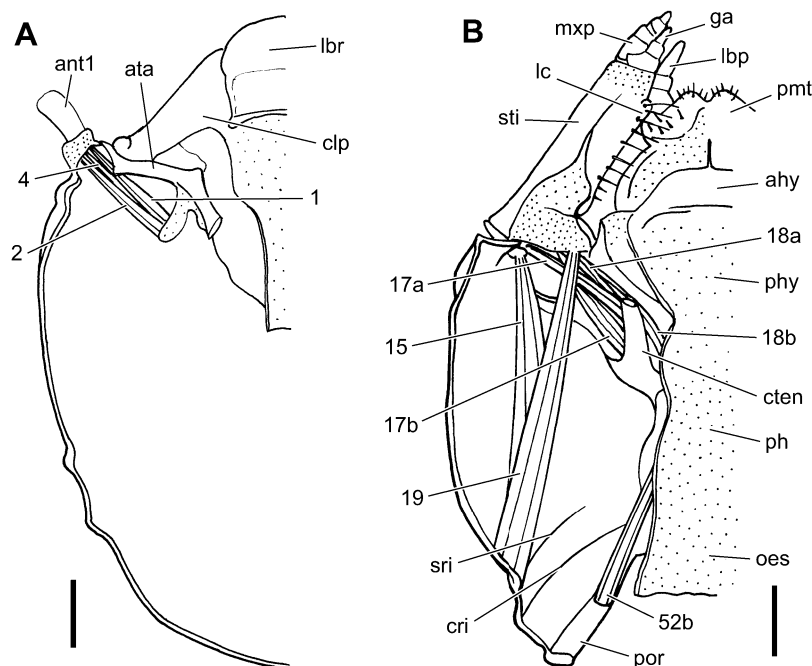 A
lbr
ant1
ata
clp
4
1
2
B
mxp
ga
lbp
lc
pmt
sti
ahy
18a
17a
phy
15
18b
cten
17b
ph
19
sri
oes
cri
52b
por